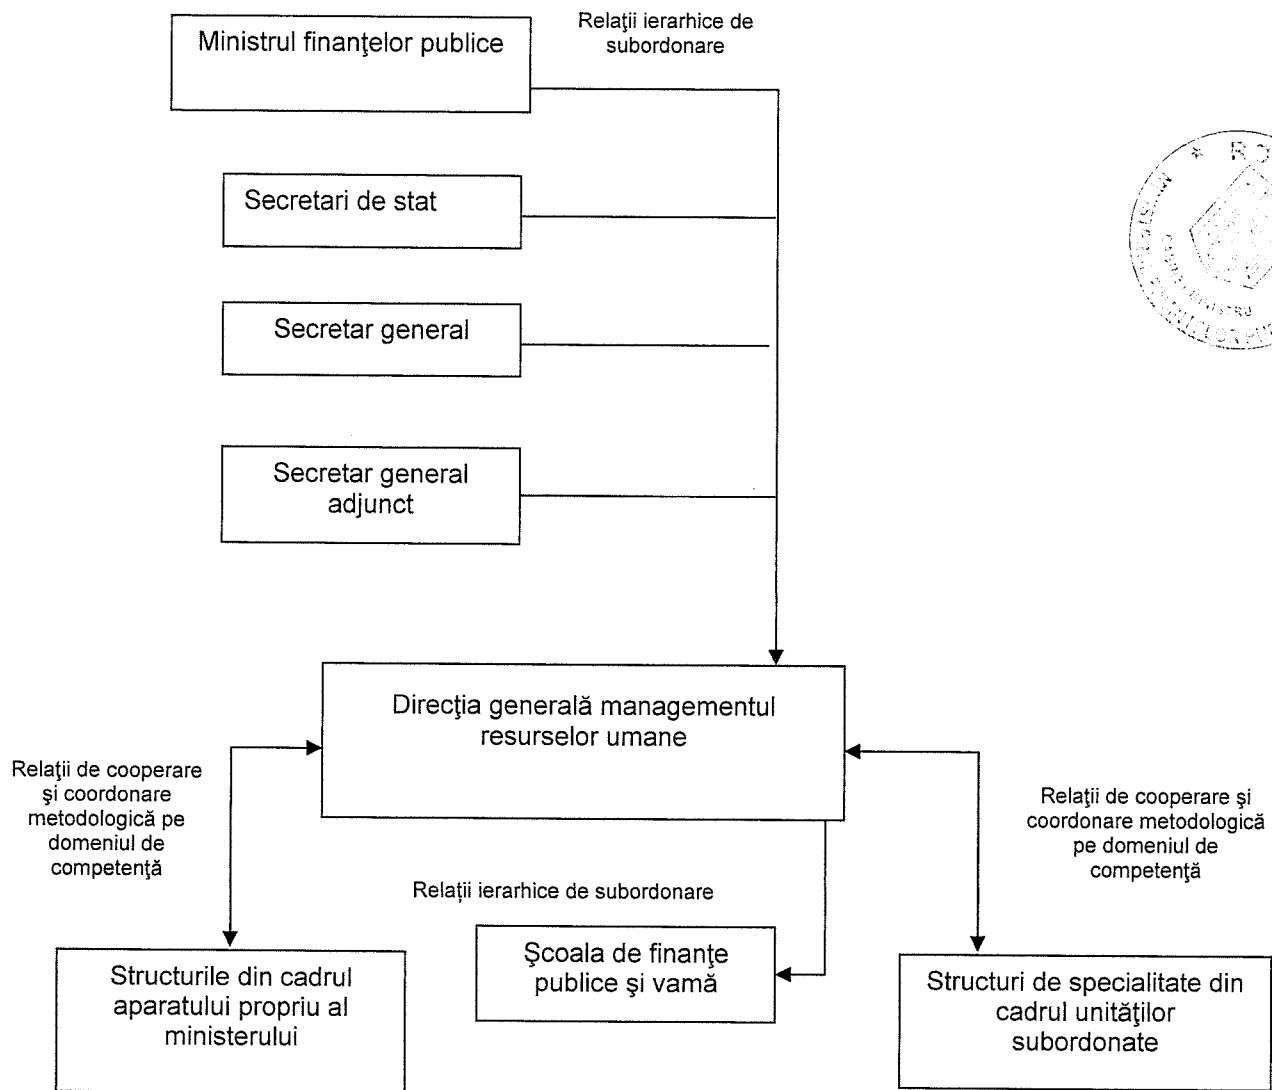 Relaţii ierarhice de
subordonare
Ministrul finanţelor publice
Secretari de stat
Secretar general
Secretar general
adjunct
Direcţia generală managementul
resurselor umane
Relaţii de cooperare
şi coordonare
metodologică pe
domeniul de
competenţă
Relaţii de cooperare şi
coordonare metodologică
pe domeniul de
competenţă
Relaţii ierarhice de subordonare
Structurile din cadrul
aparatului propriu al
ministerului
Şcoala de finanţe
publice şi vamă
Structuri de specialitate din
cadrul unităţilor
subordonate